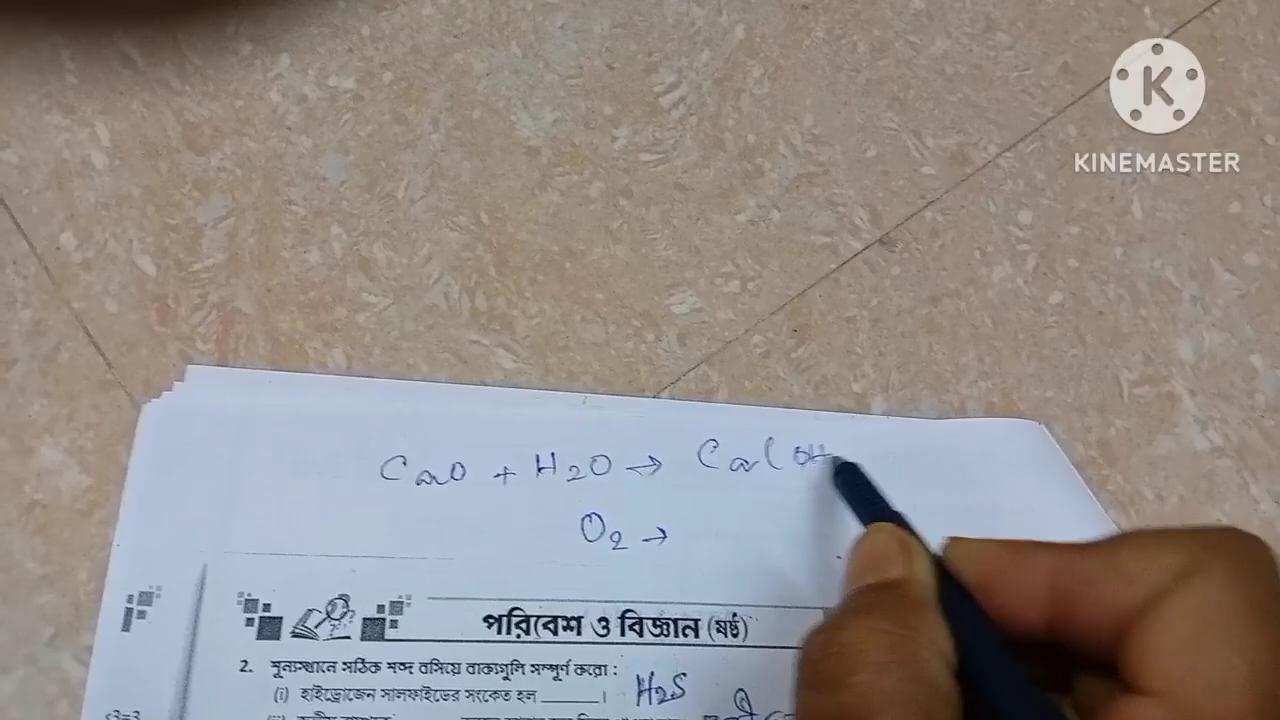 KINEMASTER
CaO + H2O → Ca(OH
O2 →
পরিবেশ ও বিজ্ঞান (ষষ্ঠ)
2. শূন্যস্থানে সঠিক শব্দ বসিয়ে বাক্যগুলি সম্পূর্ণ করো :
(i) হাইড্রোজেন সালফাইডের সংকেত হল ______। H2S